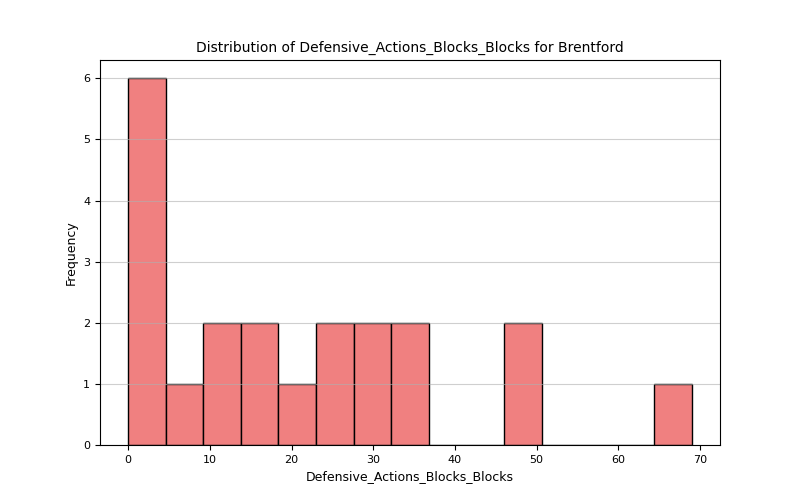 Distribution of Defensive_Actions_Blocks_Blocks for Brentford
6
5
4
3
2
1
0
Frequency
0 10 20 30 40 50 60 70
Defensive_Actions_Blocks_Blocks